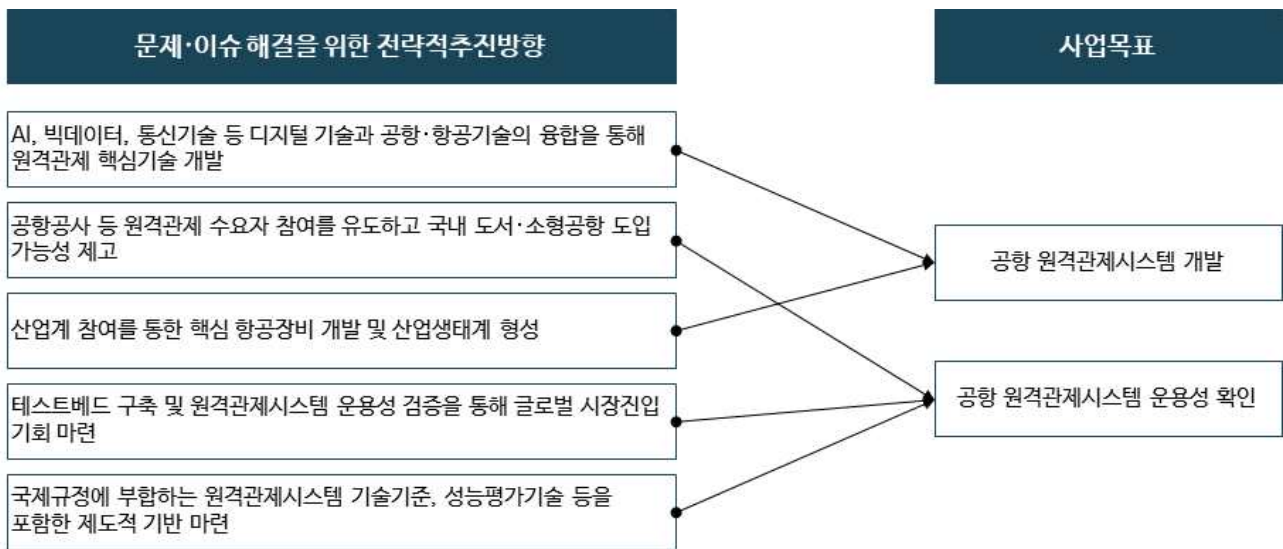 문제·이슈 해결을 위한 전략적추진방향
사업목표
AI, 빅데이터, 통신기술 등 디지털 기술과 공항·항공기술의 융합을 통해
원격관제 핵심기술 개발
공항공사 등 원격관제 수요자 참여를 유도하고 국내 도서·소형공항 도입
가능성 제고
산업계 참여를 통한 핵심 항공장비 개발 및 산업생태계 형성
테스트베드 구축 및 원격관제시스템 운용성 검증을 통해 글로벌 시장진입
기회 마련
국제규정에 부합하는 원격관제시스템 기술기준, 성능평가기술 등을
포함한 제도적 기반 마련
공항 원격관제시스템 개발
공항 원격관제시스템 운용성 확인